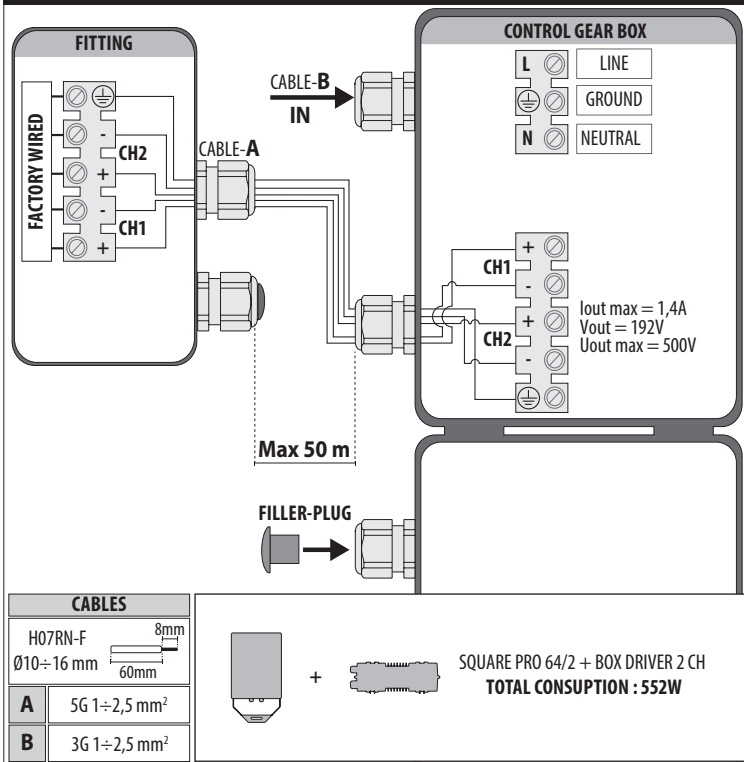 FITTING
FACTORY WIRED
-
CH2
+
-
CH1
+
CABLE-A
CABLE-B
IN
CONTROL GEAR BOX
L LINE
GROUND
N NEUTRAL
+
CH1
-
+
CH2
-
Iout max = 1,4A
Vout = 192V
Uout max = 500V
Max 50 m
FILLER-PLUG
CABLES
H07RN-F
Ø10÷16 mm
8mm
60mm
A 5G 1÷2,5 mm²
B 3G 1÷2,5 mm²
+
SQUARE PRO 64/2 + BOX DRIVER 2 CH
TOTAL CONSUPTION : 552W